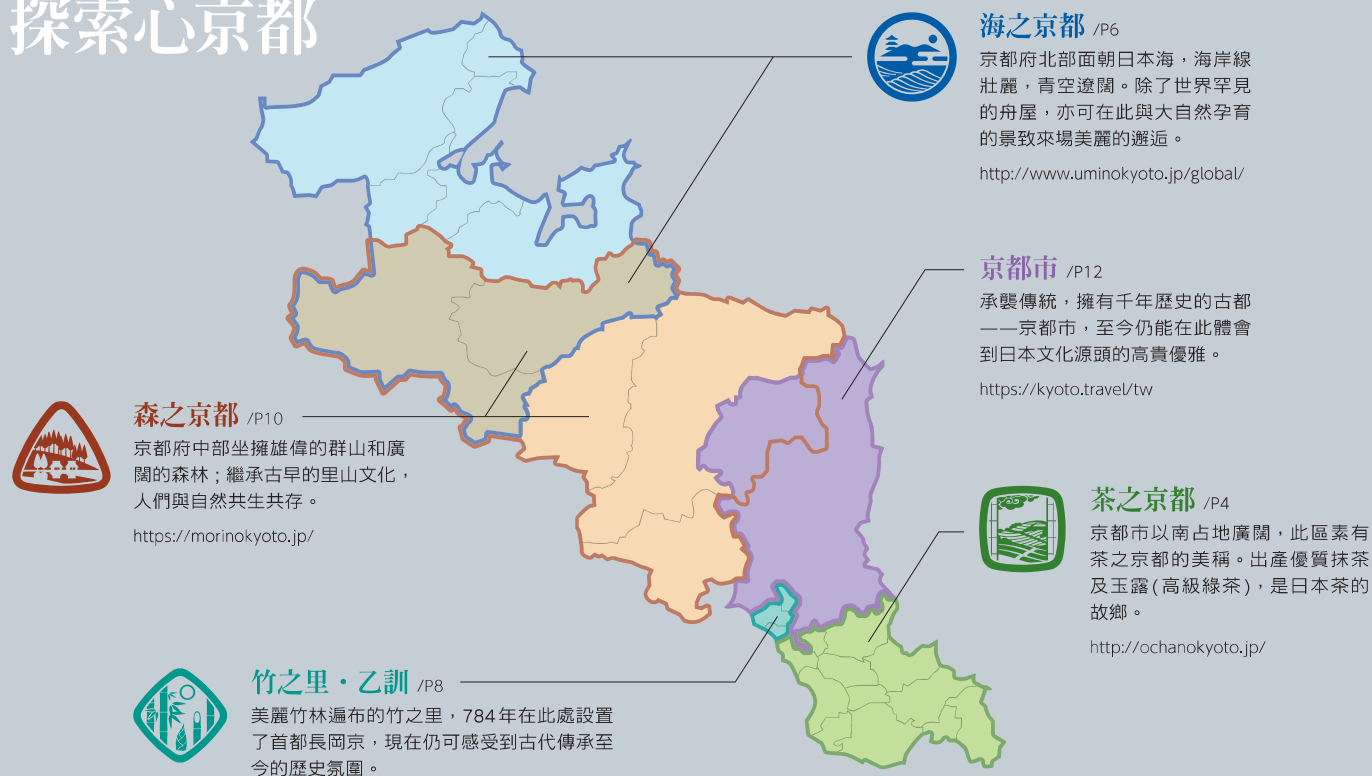 探索心京都
海之京都 /P6
京都府北部面朝日本海，海岸線
壯麗，青空遼闊。除了世界罕見
的舟屋，亦可在此與大自然孕育
的景致來場美麗的邂逅。
http://www.uminokyoto.jp/global/
京都市 /P12
承襲傳統，擁有千年歷史的古都
——京都市，至今仍能在此體會
到日本文化源頭的高貴優雅。
https://kyoto.travel/tw
森之京都 /P10
京都府中部坐擁雄偉的群山和廣
闊的森林；繼承古早的里山文化，
人們與自然共生共存。
https://morinokyoto.jp/
茶之京都 /P4
京都市以南占地廣闊，此區素有
茶之京都的美稱。出產優質抹茶
及玉露(高級綠茶)，是日本茶的
故鄉。
http://ochanokyoto.jp/
竹之里・乙訓 /P8
美麗竹林遍布的竹之里，784年在此處設置
了首都長岡京，現在仍可感受到古代傳承至
今的歷史氛圍。